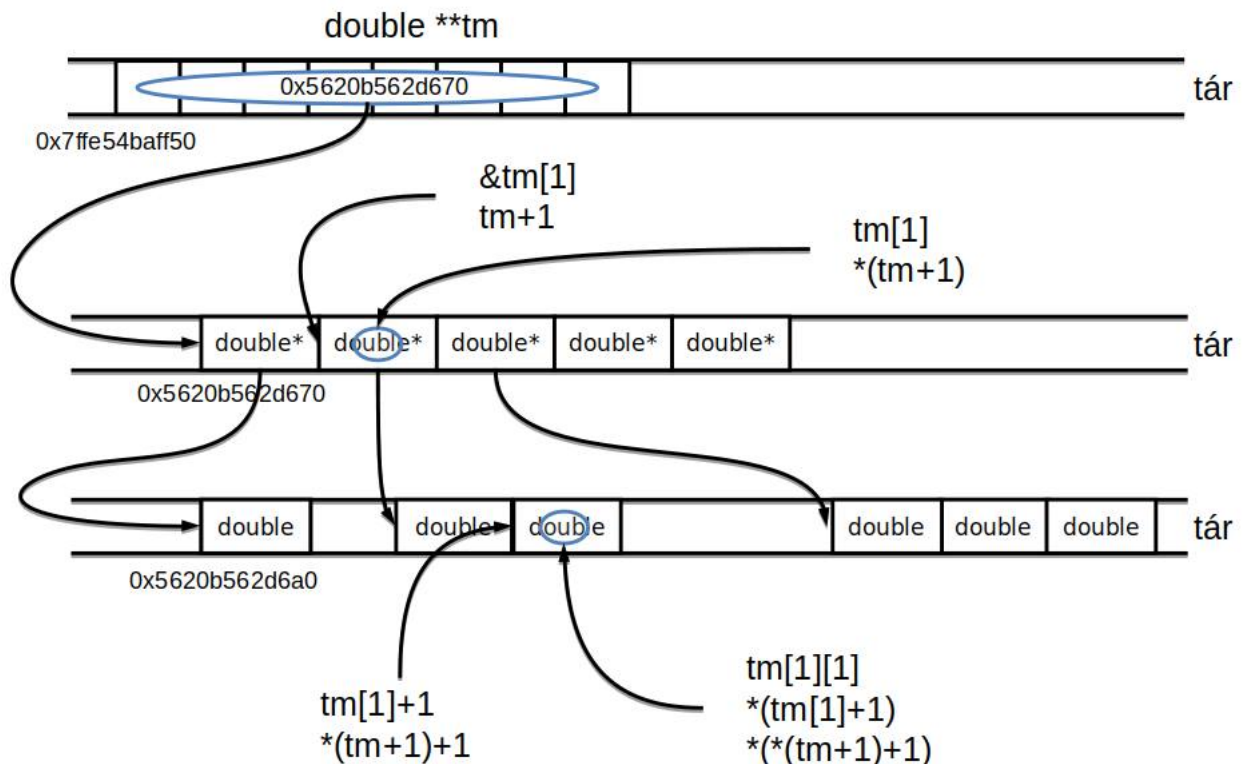 double **tm
0x5620b562d670
tár
0x7ffe54baff50
&tm[1]
tm+1
tm[1]
*(tm+1)
double* double* double* double* double*
tár
0x5620b562d670
double double double double double double
tár
0x5620b562d6a0
tm[1]+1
*(tm+1)+1
tm[1][1]
*(tm[1]+1)
*(*(tm+1)+1)